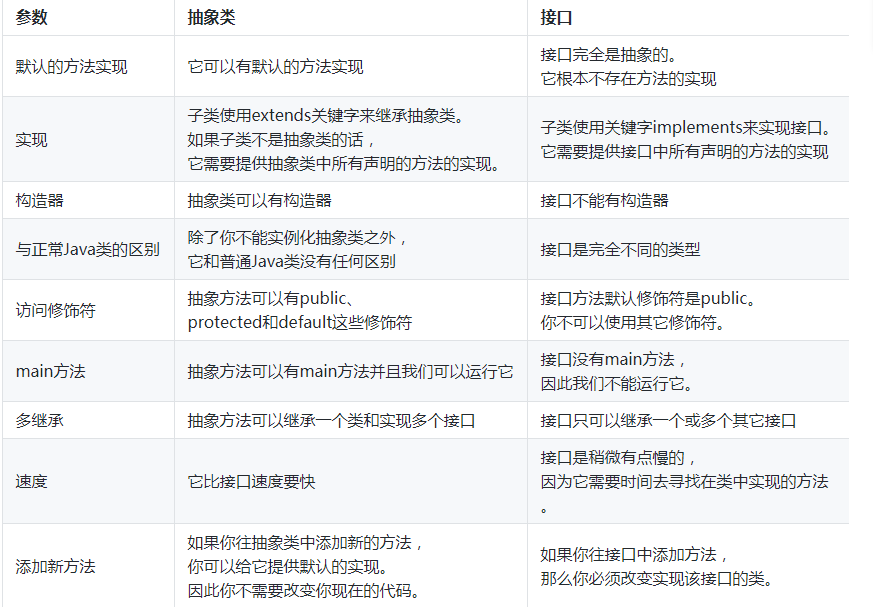 参数 抽象类 接口
默认的方法实现 它可以有默认的方法实现 接口完全是抽象的。
它根本不存在方法的实现
实现 子类使用extends关键字来继承抽象类。
如果子类不是抽象类的话，
它需要提供抽象类中所有声明的方法的实现。
子类使用关键字implements来实现接口。
它需要提供接口中所有声明的方法的实现
构造器 抽象类可以有构造器 接口不能有构造器
与正常Java类的区别 除了你不能实例化抽象类之外，
它和普通Java类没有任何区别
接口是完全不同的类型
访问修饰符 抽象方法可以有public、
protected和default这些修饰符
接口方法默认修饰符是public。
你不可以使用其它修饰符。
main方法 抽象方法可以有main方法并且我们可以运行它 接口没有main方法，
因此我们不能运行它。
多继承 抽象方法可以继承一个类和实现多个接口 接口只可以继承一个或多个其它接口
速度 它比接口速度要快 接口是稍微有点慢的，
因为它需要时间去寻找在类中实现的方法
。
添加新方法 如果你往抽象类中添加新的方法，
你可以给它提供默认的实现。
因此你不需要改变你现在的代码。
如果你往接口中添加方法，
那么你必须改变实现该接口的类。